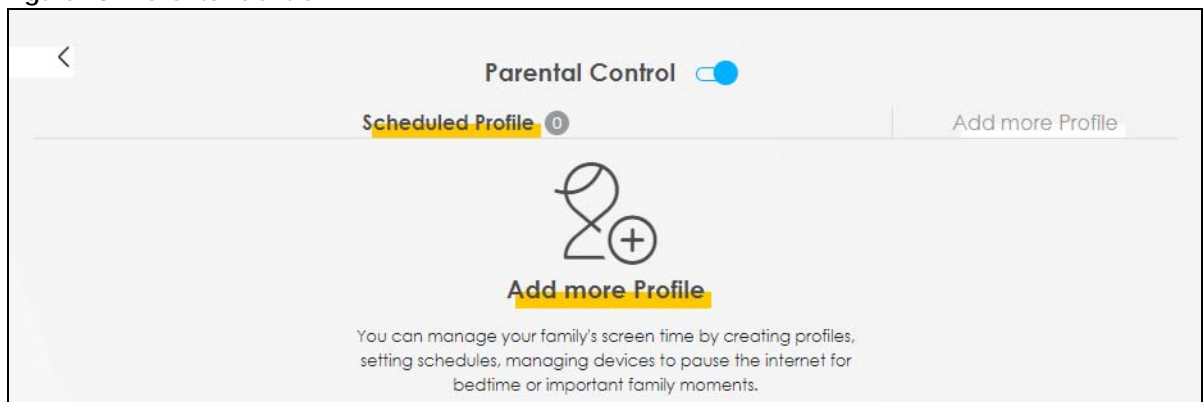 Parental Control
Scheduled Profile 0
Add more Profile
Add more Profile
You can manage your family's screen time by creating profiles,
setting schedules, managing devices to pause the internet for
bedtime or important family moments.